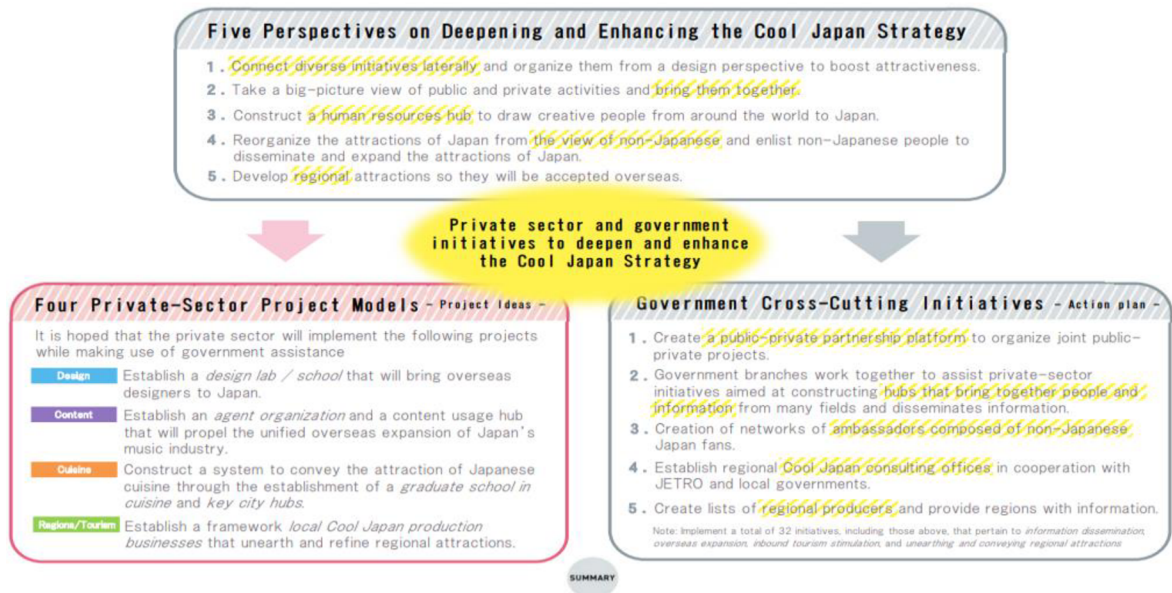 Five Perspectives on Deepening and Enhancing the Cool Japan Strategy
1. Connect diverse initiatives laterally and organize them from a design perspective to boost attractiveness.
2. Take a big-picture view of public and private activities and bring them together.
3. Construct a human resources hub to draw creative people from around the world to Japan.
4. Reorganize the attractions of Japan from the view of non-Japanese and enlist non-Japanese people to
disseminate and expand the attractions of Japan.
5. Develop regional attractions so they will be accepted overseas.
Private sector and government
initiatives to deepen and enhance
the Cool Japan Strategy
Four Private-Sector Project Models - Project Ideas -
It is hoped that the private sector will implement the following projects
while making use of government assistance
Design Establish a design lab / school that will bring overseas
designers to Japan.
Content Establish an agent organization and a content usage hub
that will propel the unified overseas expansion of Japan's
music industry.
Cuisine Construct a system to convey the attraction of Japanese
cuisine through the establishment of a graduate school in
cuisine and key city hubs.
Regions/Tourism Establish a framework local Cool Japan production
businesses that unearth and refine regional attractions.
Government Cross-Cutting Initiatives - Action plan -
1. Create a public-private partnership platform to organize joint public-
private projects.
2. Government branches work together to assist private-sector
initiatives aimed at constructing hubs that bring together people and
information from many fields and disseminates information.
3. Creation of networks of ambassadors composed of non-Japanese
Japan fans.
4. Establish regional Cool Japan consulting offices in cooperation with
JETRO and local governments.
5. Create lists of regional producers and provide regions with information.
Note: Implement a total of 32 initiatives, including those above, that pertain to information dissemination,
overseas expansion, inbound tourism stimulation, and unearthing and conveying regional attractions
SUMMARY